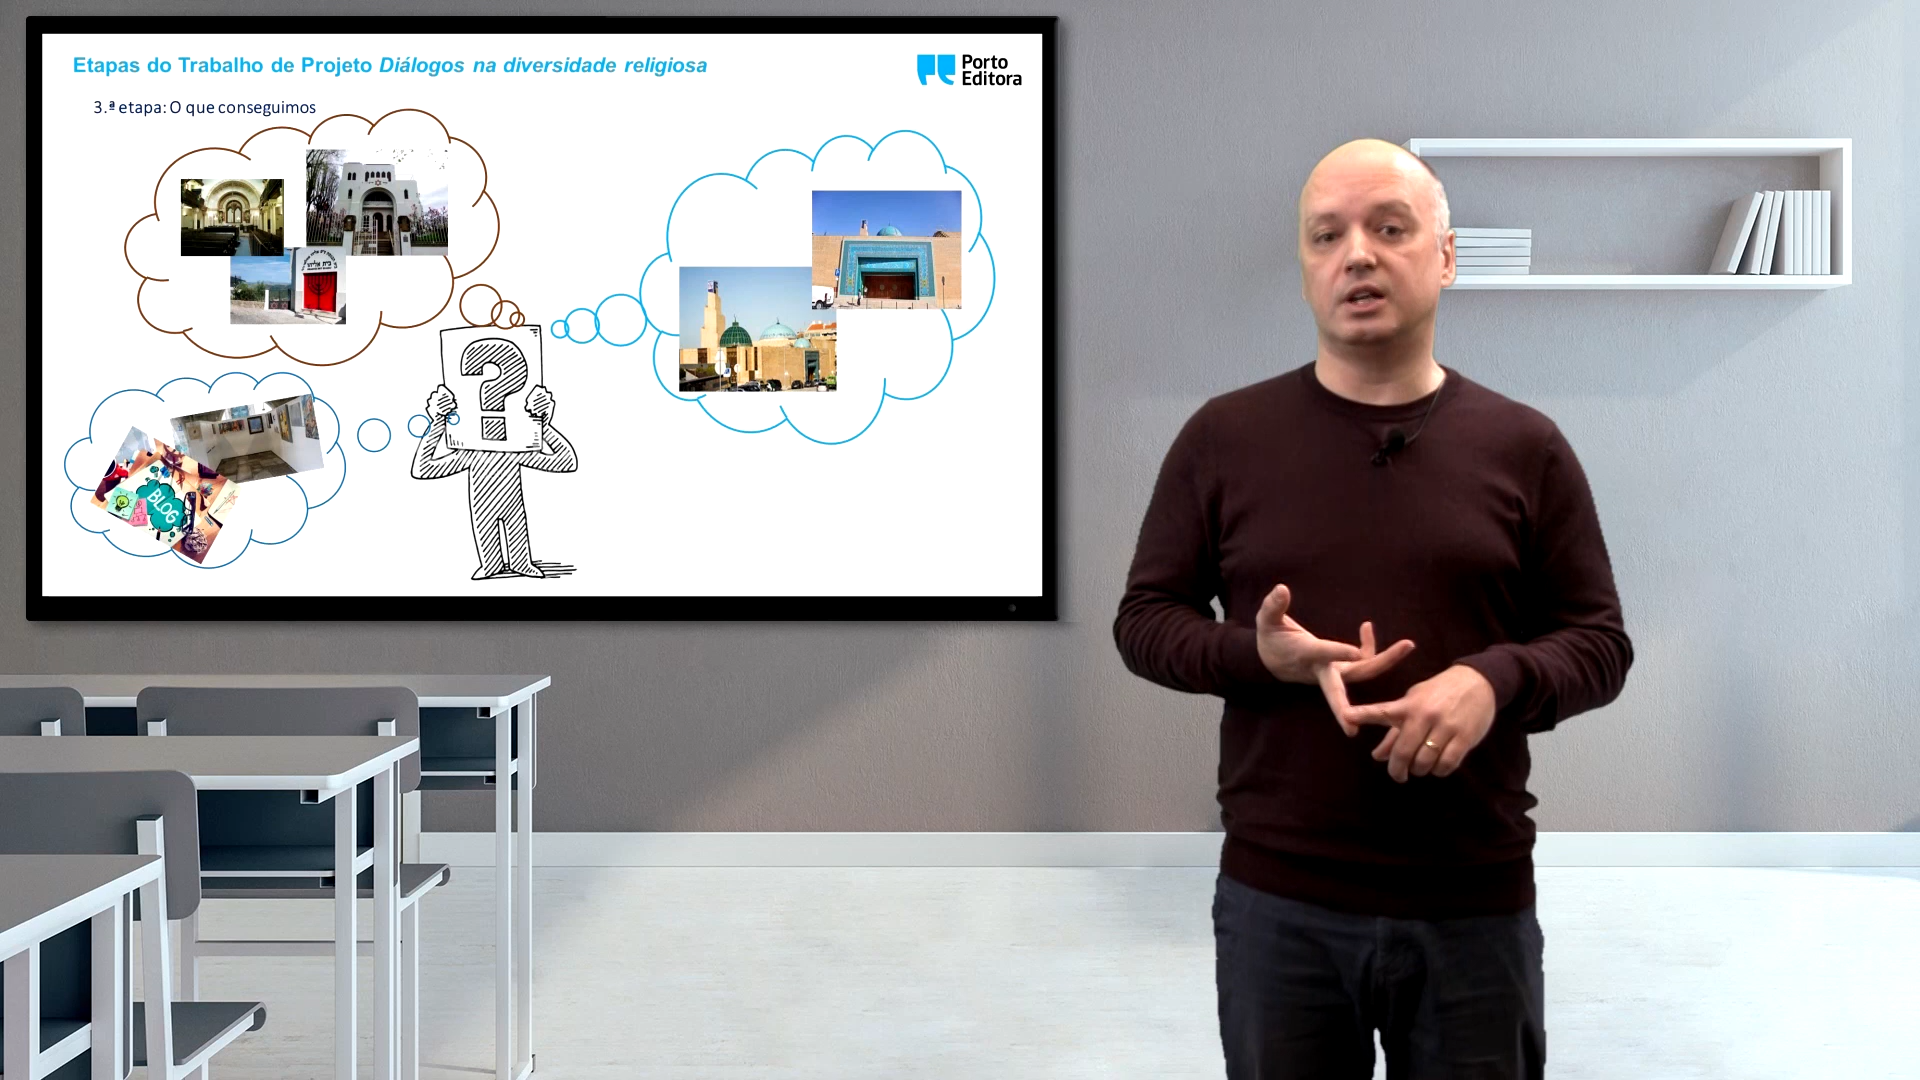 Etapas do Trabalho de Projeto Diálogos na diversidade religiosa
Porto
Editora
3.ª etapa: O que conseguimos
?
BLOG